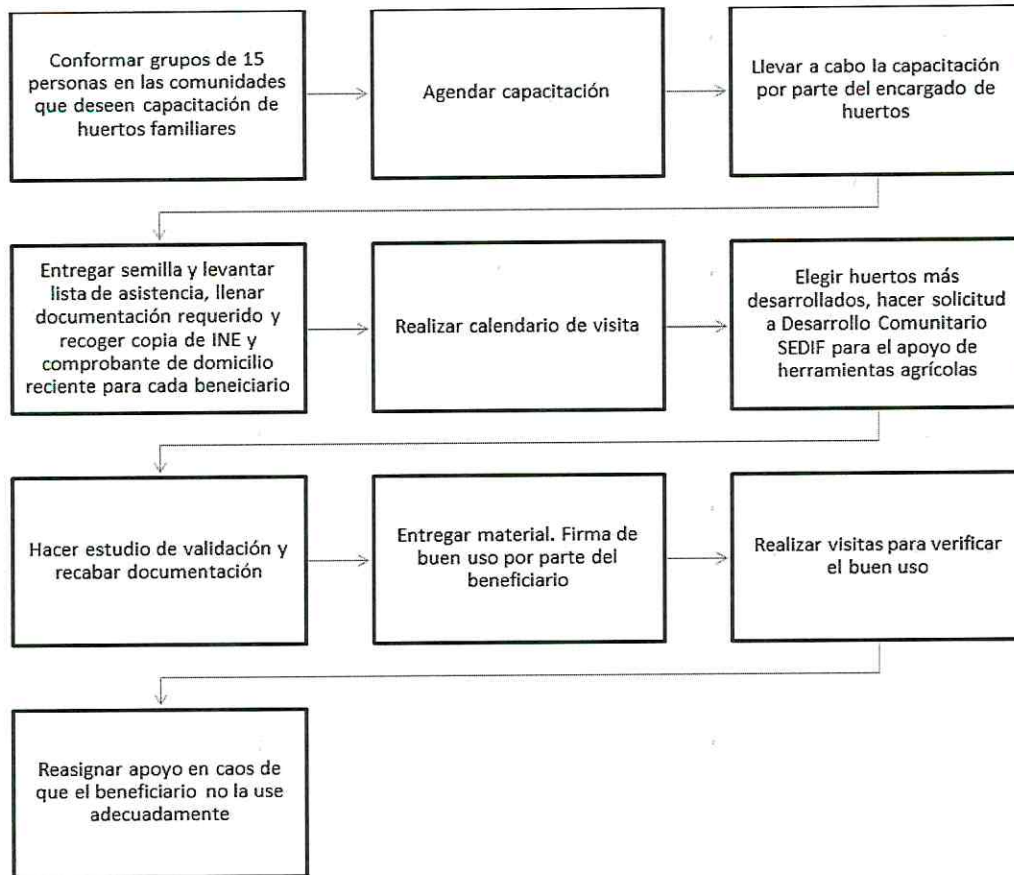 Conformar grupos de 15
personas en las comunidades
que deseen capacitación de
huertos familiares
Agendar capacitación
Llevar a cabo la capacitación
por parte del encargado de
huertos
Entregar semilla y levantar
lista de asistencia, llenar
documentación requerido y
recoger copia de INE y
comprobante de domicilio
reciente para cada beneiciario
Realizar calendario de visita
Elegir huertos más
desarrollados, hacer solicitud
a Desarrollo Comunitario
SEDIF para el apoyo de
herramientas agrícolas
Hacer estudio de validación y
recabar documentación
Entregar material. Firma de
buen uso por parte del
beneficiario
Realizar visitas para verificar
el buen uso
Reasignar apoyo en caos de
que el beneficiario no la use
adecuadamente